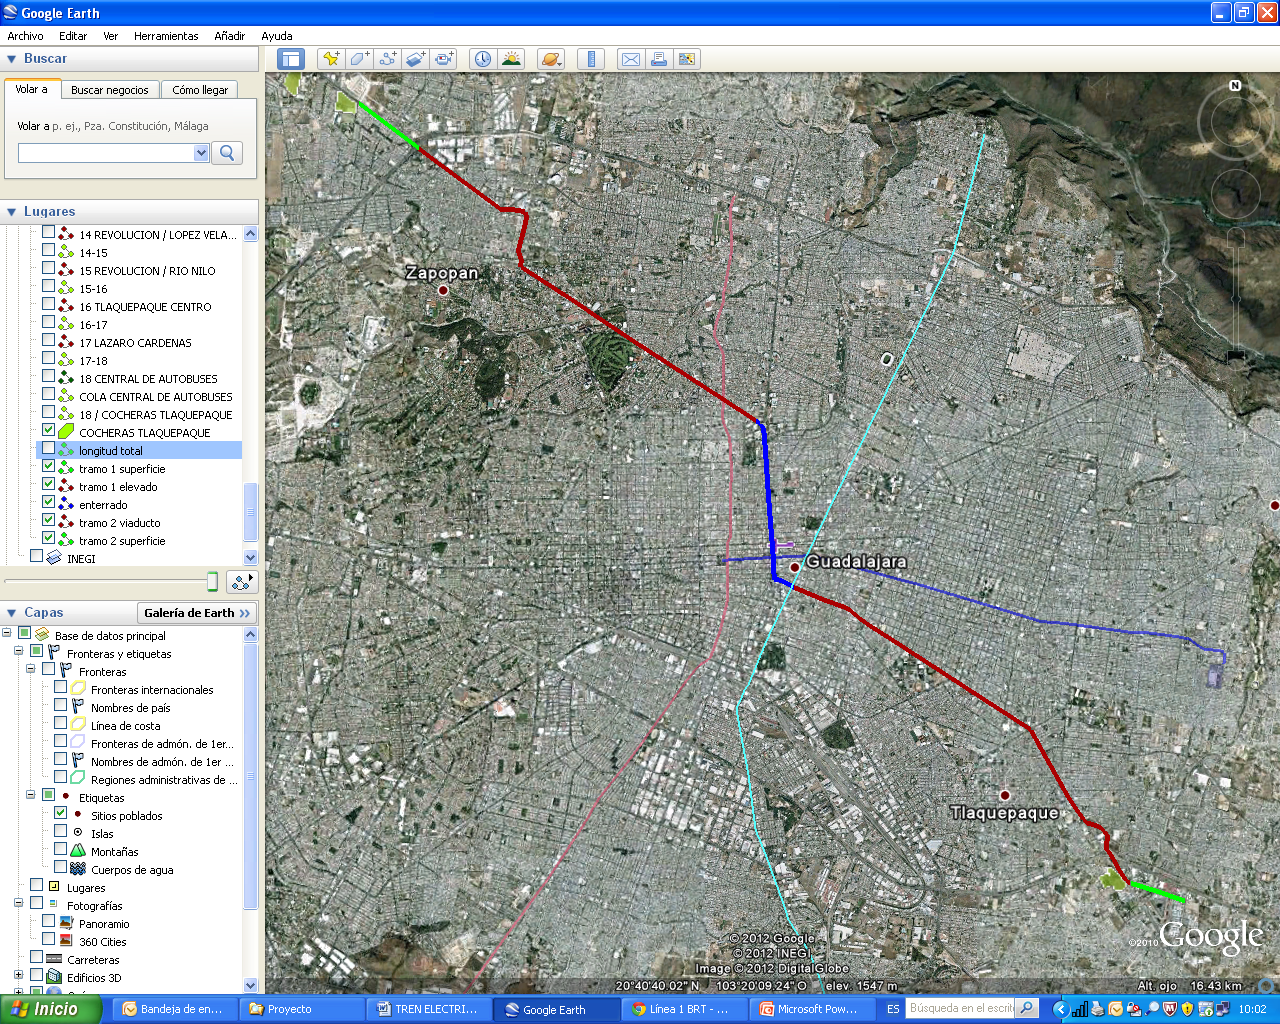 Google Earth
Archivo Editar Ver Herramientas Añadir Ayuda
Buscar
Volar a Buscar negocios Cómo llegar
Volar a p. ej., Pza. Constitución, Málaga
Lugares
14 REVOLUCION / LOPEZ VELA...
14-15
15 REVOLUCION / RIO NILO
15-16
16 TLAQUEPAQUE CENTRO
16-17
17 LAZARO CARDENAS
17-18
18 CENTRAL DE AUTOBUSES
COLA CENTRAL DE AUTOBUSES
18 / COCHERAS TLAQUEPAQUE
COCHERAS TLAQUEPAQUE
longitud total
tramo 1 superficie
tramo 1 elevado
enterrado
tramo 2 viaducto
tramo 2 superficie
INEGI
Capas Galería de Earth >>
Base de datos principal
Fronteras y etiquetas
Fronteras
Fronteras internacionales
Nombres de país
Línea de costa
Fronteras de admón. de 1er...
Nombres de admón. de 1er ...
Regiones administrativas de ...
Etiquetas
Sitios poblados
Islas
Montañas
Cuerpos de agua
Lugares
Fotografías
Panoramio
360 Cities
Carreteras
Edificios 3D
N
Zapopan
0
Guadalajara
Tlaquepaque
© 2012 Google
© 2012 INEGI
Image © 2012 DigitalGlobe
©2010 Google
20°40'40.02" N 103°20'09.24" O elev. 1547 m Alt. ojo 16.43 km
Inicio Bandeja de en... Proyecto TREN ELECTRI... Google Earth Línea 1 BRT - ... Microsoft Pow... ES Búsqueda en el escrit 10:02